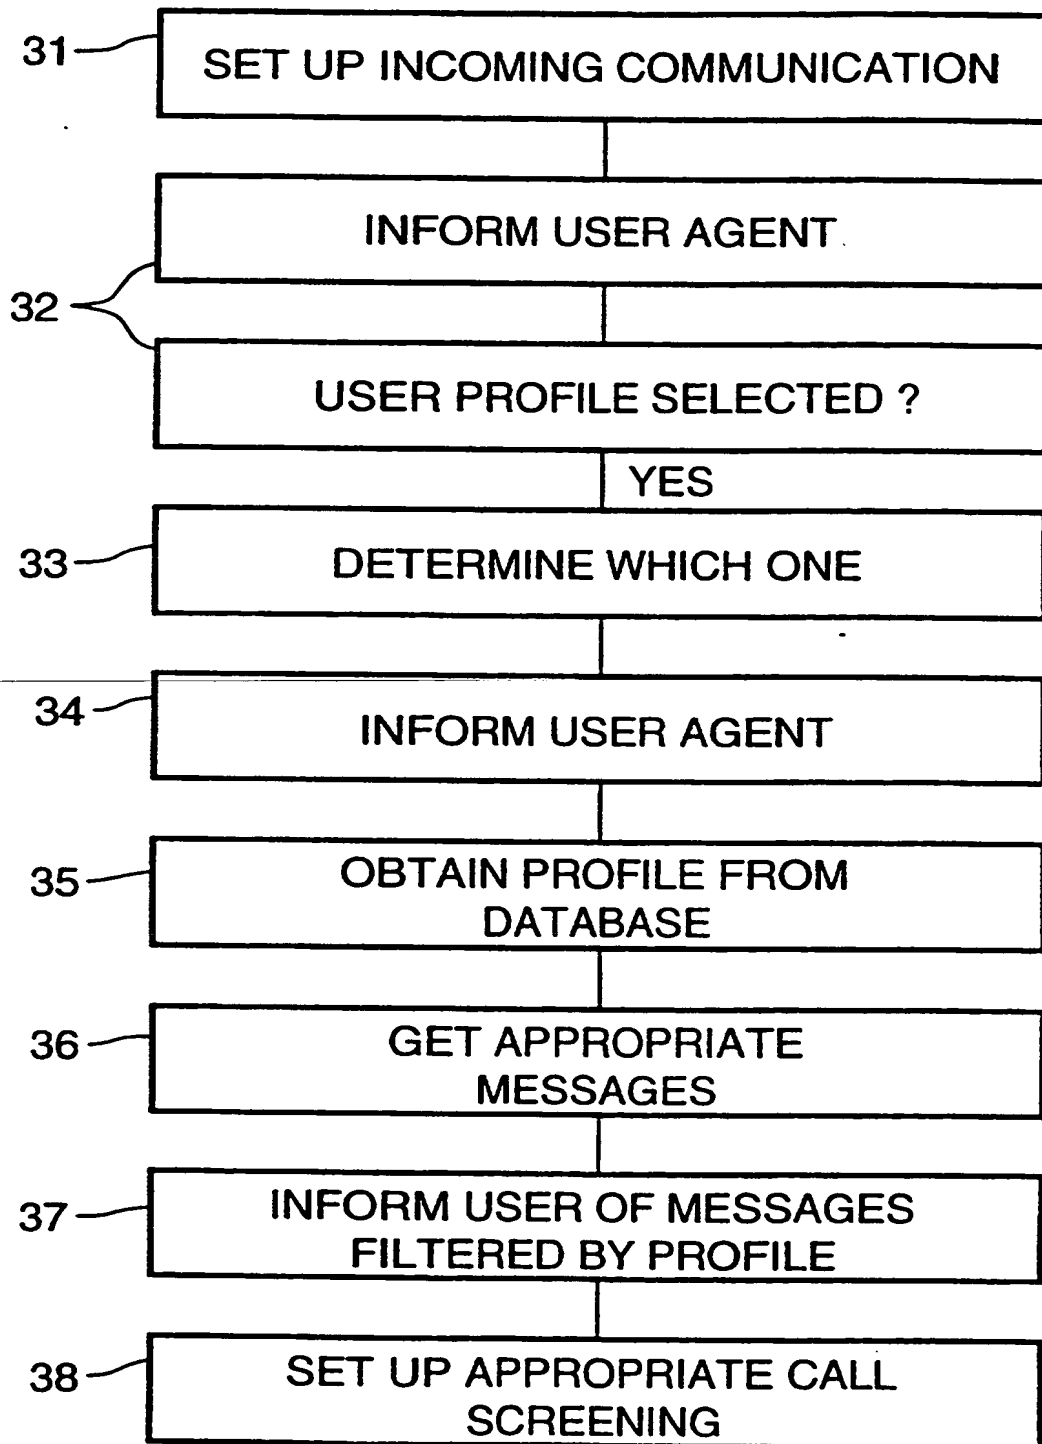 31
SET UP INCOMING COMMUNICATION
INFORM USER AGENT
32
USER PROFILE SELECTED ?
YES
33
DETERMINE WHICH ONE
34
INFORM USER AGENT
35
OBTAIN PROFILE FROM
DATABASE
36
GET APPROPRIATE
MESSAGES
37
INFORM USER OF MESSAGES
FILTERED BY PROFILE
38
SET UP APPROPRIATE CALL
SCREENING